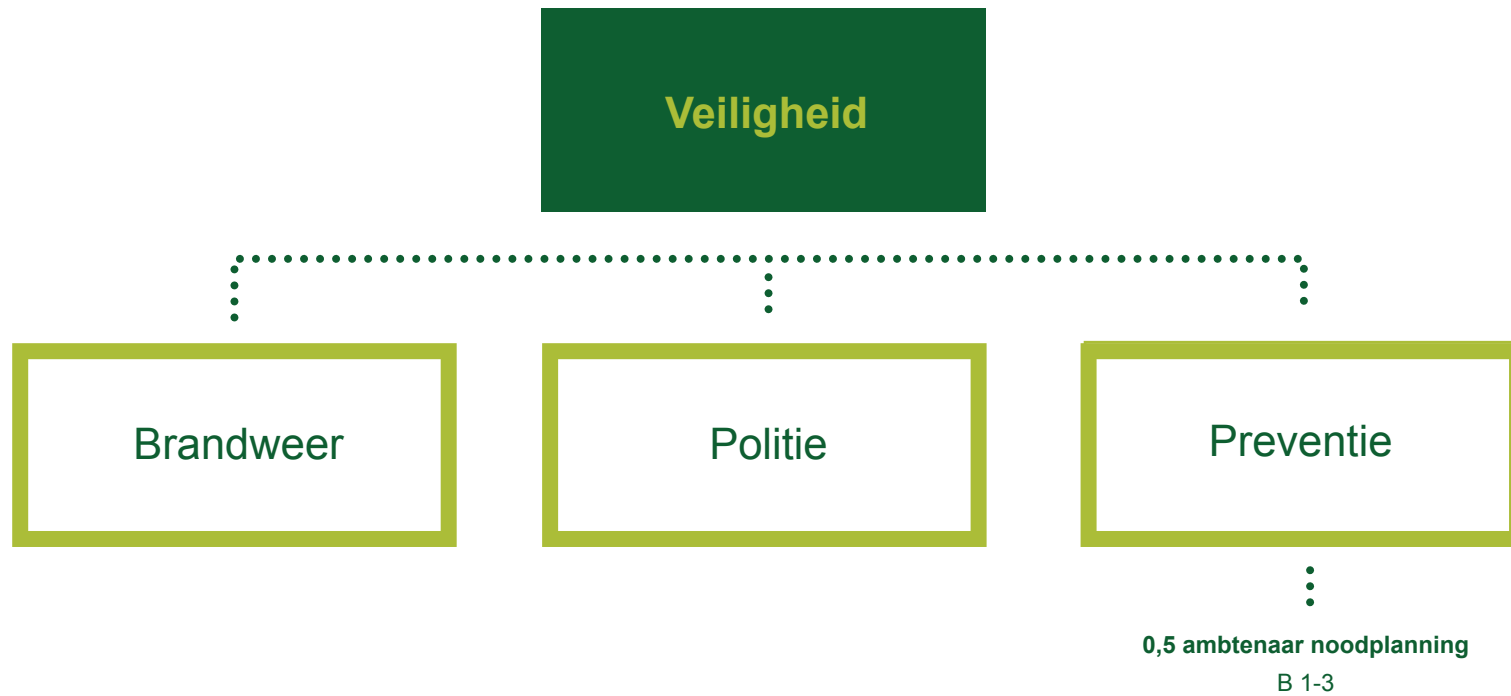 Veiligheid
Brandweer
Politie
Preventie
0,5 ambtenaar noodplanning
B 1-3